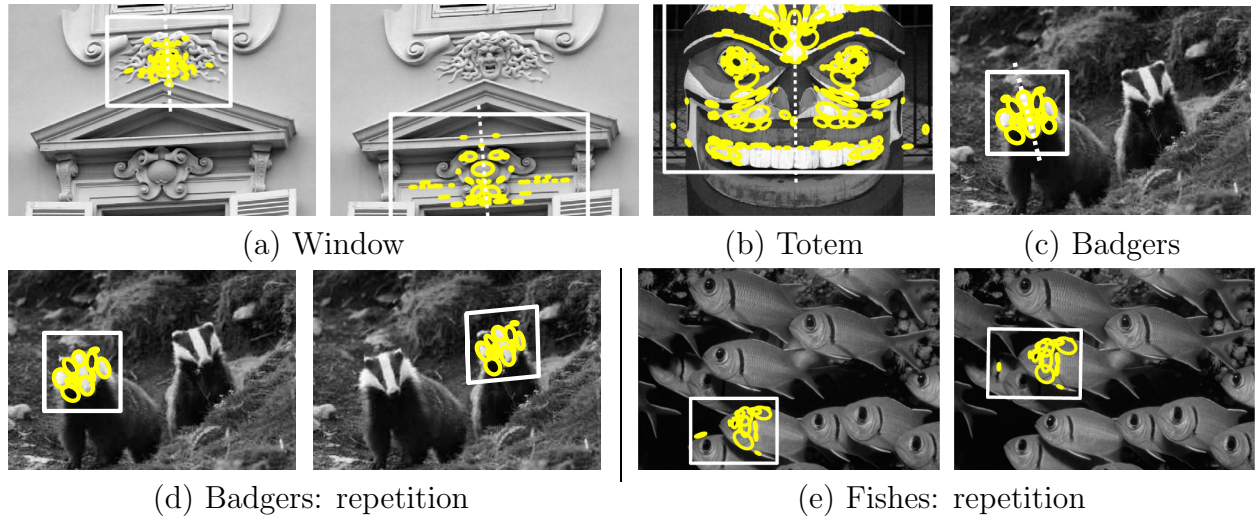 (a) Window
(b) Totem
(c) Badgers
(d) Badgers: repetition
(e) Fishes: repetition